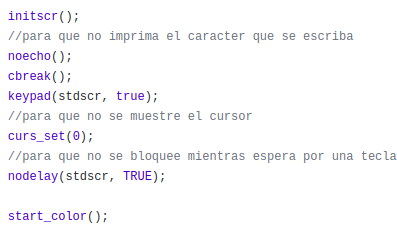 initscr();
//para que no imprima el caracter que se escriba
noecho();
cbreak();
keypad(stdscr, true);
//para que no se muestre el cursor
curs_set(0);
//para que no se bloquee mientras espera por una tecla
nodelay(stdscr, TRUE);
start_color();